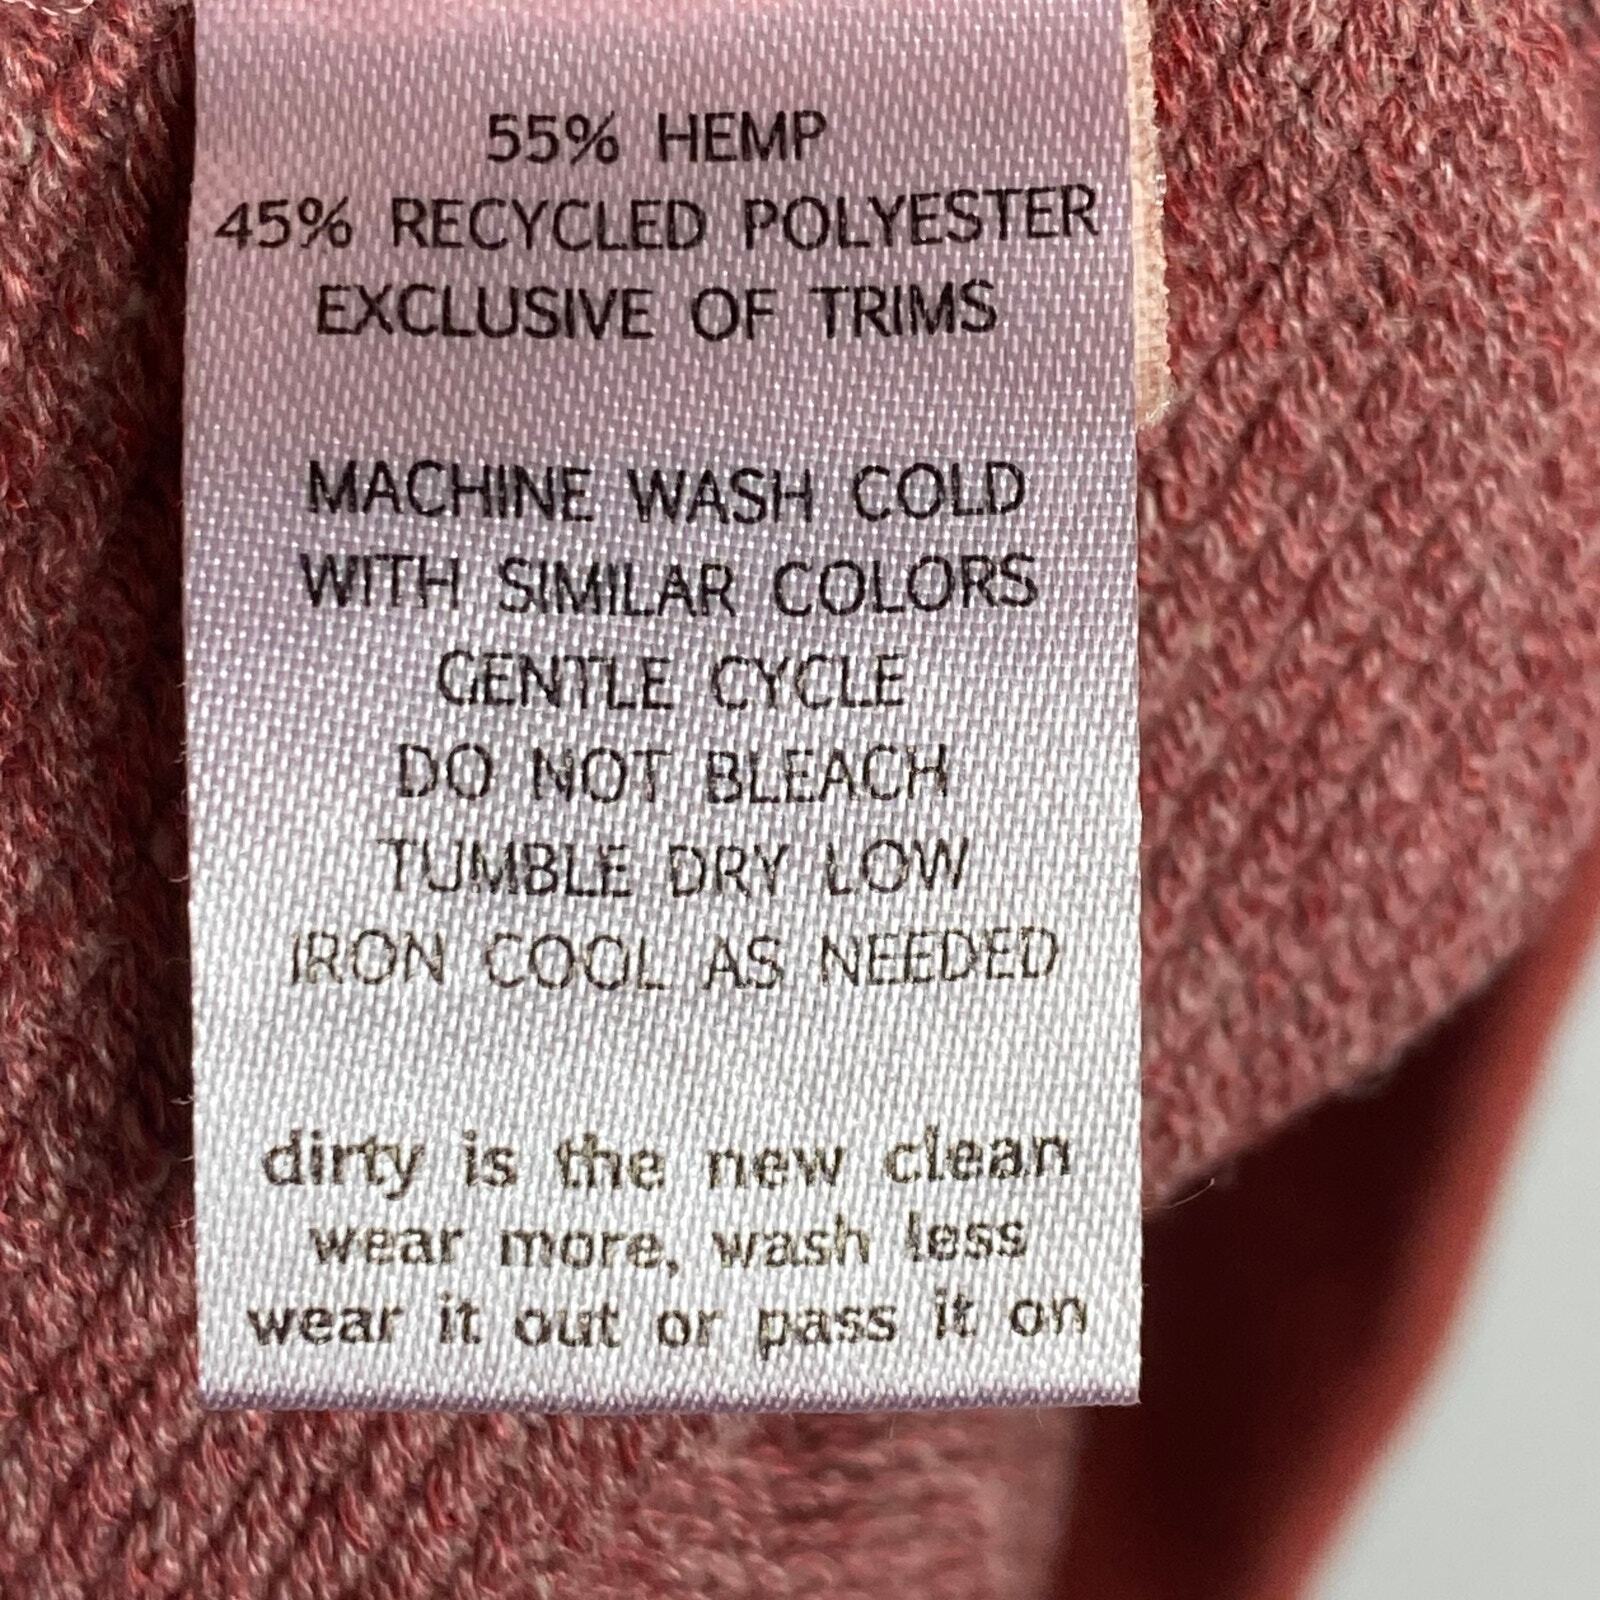 55% HEMP
45% RECYCLED POLYESTER
EXCLUSIVE OF TRIMS
MACHINE WASH COLD
WITH SIMILAR COLORS
GENTLE CYCLE
DO NOT BLEACH
TUMBLE DRY LOW
IRON COOL AS NEEDED
dirty is the new clean
wear more, wash less
wear it out or pass it on